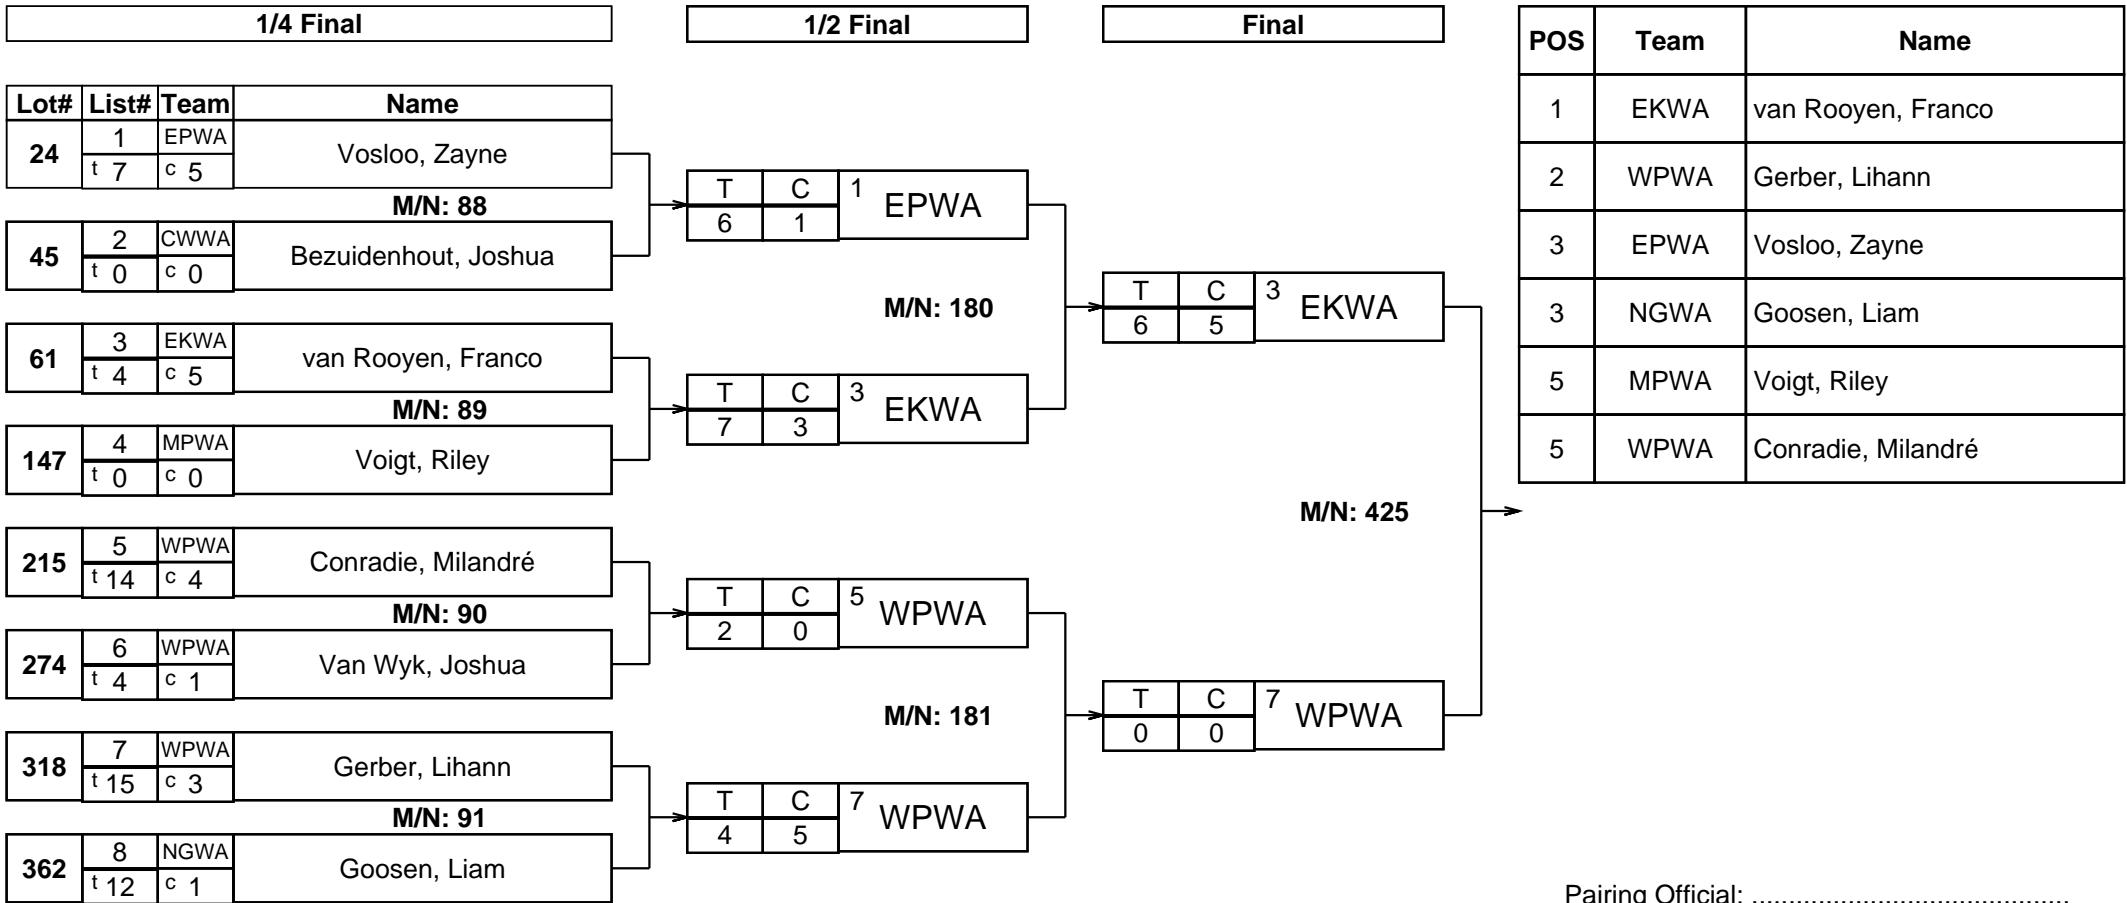 1/4 Final
Lot# List# Team Name
24 1 EPWA Vosloo, Zayne
t 7 c 5
M/N: 88
45 2 CWWA Bezuidenhout, Joshua
t 0 c 0
61 3 EKWA van Rooyen, Franco
t 4 c 5
M/N: 89
147 4 MPWA Voigt, Riley
t 0 c 0
215 5 WPWA Conradie, Milandré
t 14 c 4
M/N: 90
274 6 WPWA Van Wyk, Joshua
t 4 c 1
318 7 WPWA Gerber, Lihann
t 15 c 3
M/N: 91
362 8 NGWA Goosen, Liam
t 12 c 1
1/2 Final
T C 1 EPWA
6 1
M/N: 180
T C 3 EKWA
7 3
T C 5 WPWA
2 0
M/N: 181
T C 7 WPWA
4 5
Final
T C 3 EKWA
6 5
M/N: 425
T C 7 WPWA
0 0
POS Team Name
1 EKWA van Rooyen, Franco
2 WPWA Gerber, Lihann
3 EPWA Vosloo, Zayne
3 NGWA Goosen, Liam
5 MPWA Voigt, Riley
5 WPWA Conradie, Milandré
Pairing Official: ..........................................